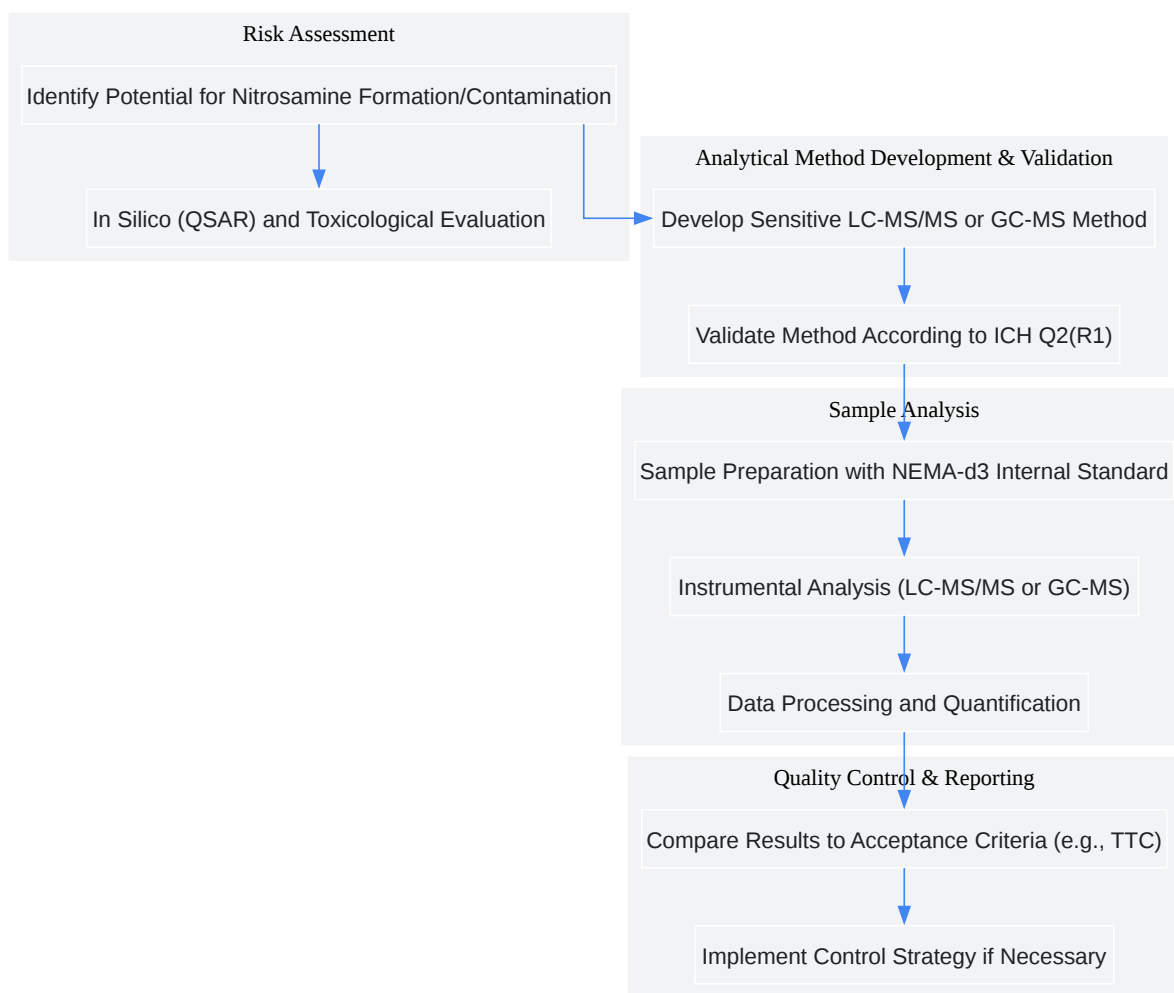 Risk Assessment
Identify Potential for Nitrosamine Formation/Contamination
In Silico (QSAR) and Toxicological Evaluation
Analytical Method Development & Validation
Develop Sensitive LC-MS/MS or GC-MS Method
Validate Method According to ICH Q2(R1)
Sample Analysis
Sample Preparation with NEMA-d3 Internal Standard
Instrumental Analysis (LC-MS/MS or GC-MS)
Data Processing and Quantification
Quality Control & Reporting
Compare Results to Acceptance Criteria (e.g., TTC)
Implement Control Strategy if Necessary